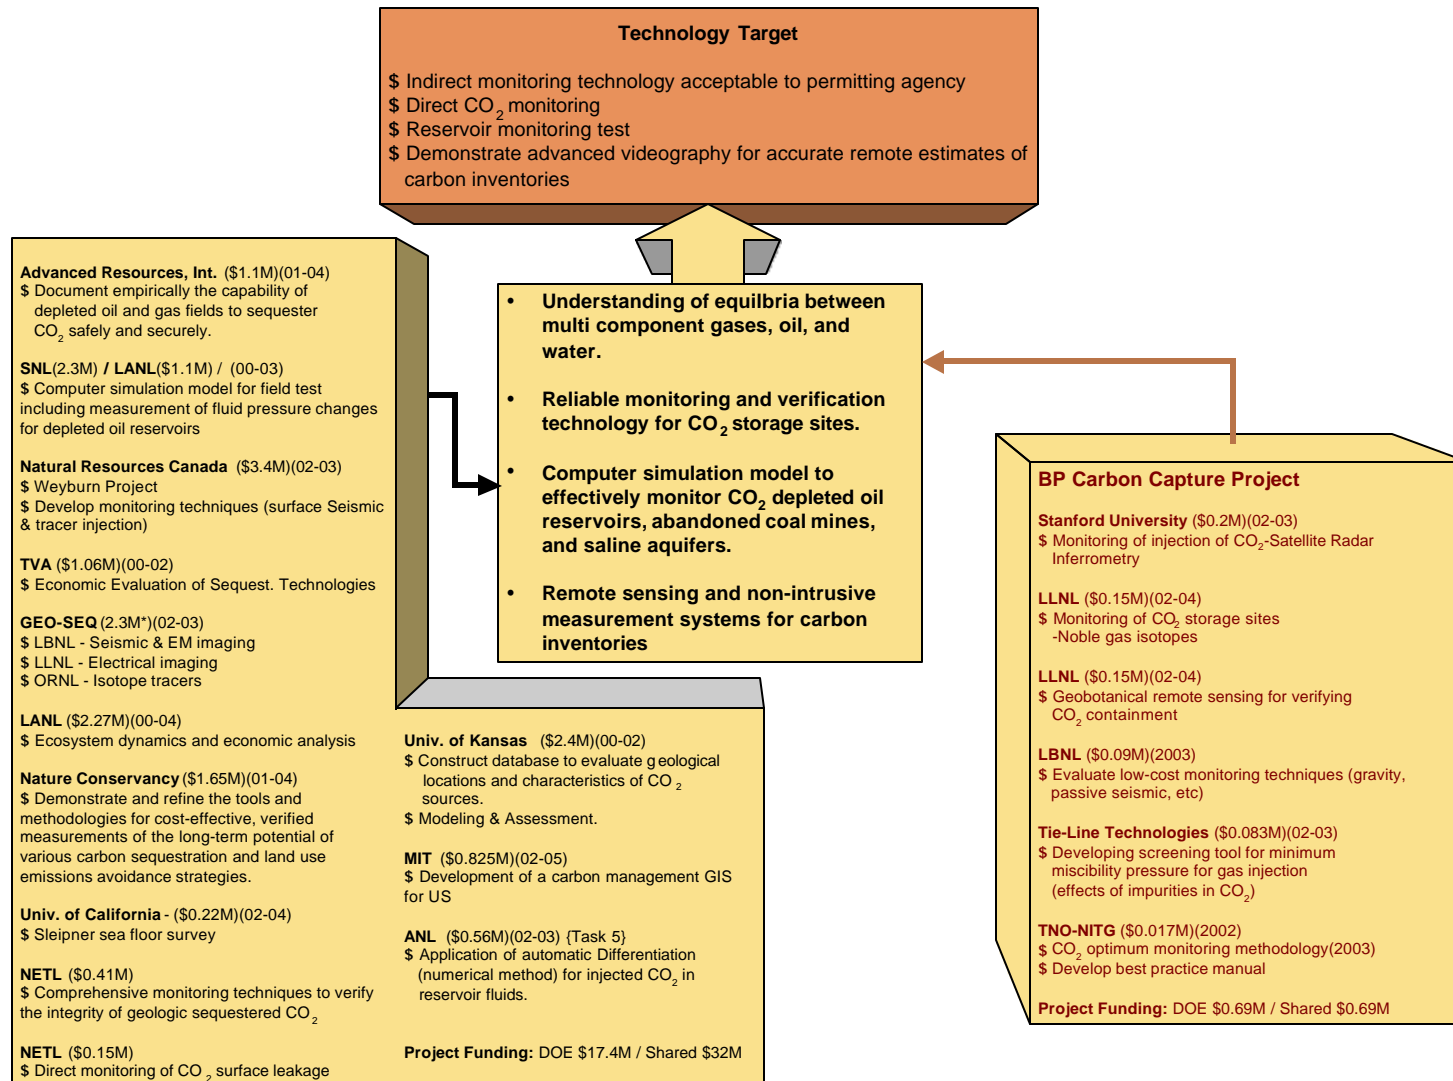 Technology Target
$ Indirect monitoring technology acceptable to permitting agency
$ Direct CO2 monitoring
$ Reservoir monitoring test
$ Demonstrate advanced videography for accurate remote estimates of
carbon inventories
Advanced Resources, Int. ($1.1M)(01-04)
$ Document empirically the capability of
depleted oil and gas fields to sequester
CO2 safely and securely.
SNL(2.3M) / LANL($1.1M) / (00-03)
$ Computer simulation model for field test
including measurement of fluid pressure changes
for depleted oil reservoirs
Natural Resources Canada ($3.4M)(02-03)
$ Weyburn Project
$ Develop monitoring techniques (surface Seismic
& tracer injection)
TVA ($1.06M)(00-02)
$ Economic Evaluation of Sequest. Technologies
GEO-SEQ (2.3M*)(02-03)
$ LBNL - Seismic & EM imaging
$ LLNL - Electrical imaging
$ ORNL - Isotope tracers
LANL ($2.27M)(00-04)
$ Ecosystem dynamics and economic analysis
Nature Conservancy ($1.65M)(01-04)
$ Demonstrate and refine the tools and
methodologies for cost-effective, verified
measurements of the long-term potential of
various carbon sequestration and land use
emissions avoidance strategies.
Univ. of California - ($0.22M)(02-04)
$ Sleipner sea floor survey
NETL ($0.41M)
$ Comprehensive monitoring techniques to verify
the integrity of geologic sequestered CO2
NETL ($0.15M)
$ Direct monitoring of CO2 surface leakage
Univ. of Kansas ($2.4M)(00-02)
$ Construct database to evaluate geological
locations and characteristics of CO2
sources.
$ Modeling & Assessment.
MIT ($0.825M)(02-05)
$ Development of a carbon management GIS
for US
ANL ($0.56M)(02-03) {Task 5}
$ Application of automatic Differentiation
(numerical method) for injected CO2 in
reservoir fluids.
Project Funding: DOE $17.4M / Shared $32M
• Understanding of equilbria between
multi component gases, oil, and
water.
• Reliable monitoring and verification
technology for CO2 storage sites.
• Computer simulation model to
effectively monitor CO2 depleted oil
reservoirs, abandoned coal mines,
and saline aquifers.
• Remote sensing and non-intrusive
measurement systems for carbon
inventories
BP Carbon Capture Project
Stanford University ($0.2M)(02-03)
$ Monitoring of injection of CO2-Satellite Radar
Inferrometry
LLNL ($0.15M)(02-04)
$ Monitoring of CO2 storage sites
-Noble gas isotopes
LLNL ($0.15M)(02-04)
$ Geobotanical remote sensing for verifying
CO2 containment
LBNL ($0.09M)(2003)
$ Evaluate low-cost monitoring techniques (gravity,
passive seismic, etc)
Tie-Line Technologies ($0.083M)(02-03)
$ Developing screening tool for minimum
miscibility pressure for gas injection
(effects of impurities in CO2)
TNO-NITG ($0.017M)(2002)
$ CO2 optimum monitoring methodology(2003)
$ Develop best practice manual
Project Funding: DOE $0.69M / Shared $0.69M